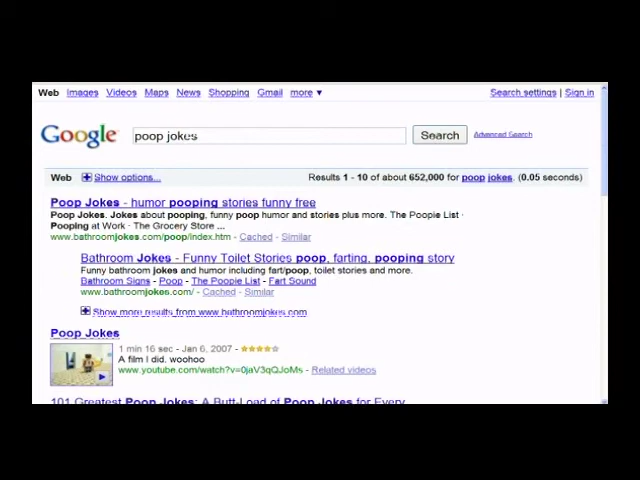 Web Images Videos Maps News Shopping Gmail more ▼ Search settings | Sign in
Google poop jokes Search Advanced Search
Web Show options... Results 1 - 10 of about 652,000 for poop jokes. (0.05 seconds)
Poop Jokes - humor pooping stories funny free
Poop Jokes. Jokes about pooping, funny poop humor and stories plus more. The Poopie List ·
Pooping at Work · The Grocery Store ...
www.bathroomjokes.com/poop/index.htm - Cached - Similar
Bathroom Jokes - Funny Toilet Stories poop, farting, pooping story
Funny bathroom jokes and humor including fart/poop, toilet stories and more.
Bathroom Signs - Poop - The Poopie List - Fart Sound
www.bathroomjokes.com/ - Cached - Similar
Show more results from www.bathroomjokes.com
Poop Jokes
1 min 16 sec - Jan 6, 2007 -
A film I did. woohoo
www.youtube.com/watch?v=0jaV3qQJoMs - Related videos
101 Greatest Poop Jokes: A Butt-Load of Poop Jokes for Every